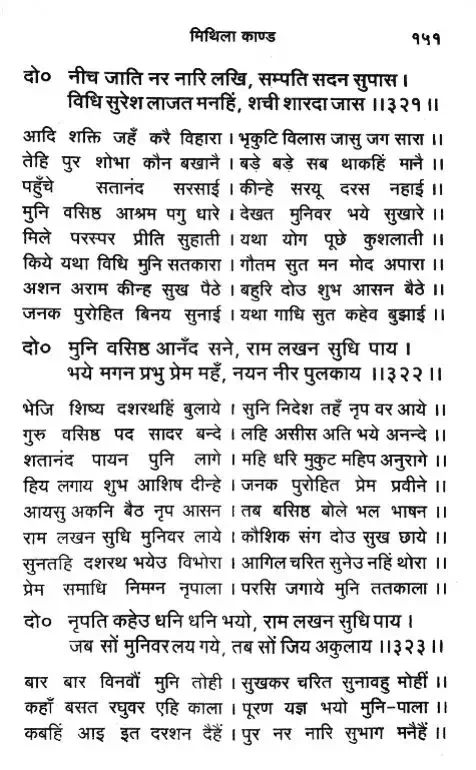 मिथिला काण्ड १५१
दो० नीच जाति नर नारि लखि, सम्पति सदन सुपास ।
विधि सुरेश लाजत मनहिं, शची शारदा जास ।।३२१।।
आदि शक्ति जहँ करै विहारा । भृकुटि विलास जासु जग सारा ।।
तेहि पुर शोभा कौन बखानै । बड़े बड़े सब थाकहिं मानै ।।
पहुँचे सतानंद सरसाई । कीन्हे सरयू दरस नहाई ।।
मुनि वसिष्ठ आश्रम पगु धारे । देखत मुनिवर भये सुखारे ।।
मिले परस्पर प्रीति सुहाती । यथा योग पूछे कुशलाती ।।
किये यथा विधि मुनि सतकारा । गौतम सुत मन मोद अपारा ।।
अशन अराम कीन्ह सुख पैठे । बहुरि दोउ शुभ आसन बैठे ।।
जनक पुरोहित बिनय सुनाई । यथा गाधि सुत कहेव बुझाई ।।
दो० मुनि वसिष्ठ आनँद सने, राम लखन सुधि पाय ।
भये मगन प्रभु प्रेम महँ, नयन नीर पुलकाय ।।३२२।।
भेजि शिष्य दशरथहिं बुलाये । सुनि निदेश तहँ नृप वर आये ।।
गुरु वसिष्ठ पद सादर बन्दे । लहि असीस अति भये अनन्दे ।।
शतानंद पायन पुनि लागे । महि धरि मुकुट महिप अनुरागे ।।
हिय लगाय शुभ आशिष दीन्हे । जनक पुरोहित प्रेम प्रवीने ।।
आयसु अकनि बैठ नृप आसन । तब बसिष्ठ बोले भल भाषन ।।
राम लखन सुधि मुनिवर लाये । कौशिक संग दोउ सुख छाये ।।
सुनतहि दशरथ भयेउ विभोरा । आगिल चरित सुनेउ नहिं थोरा ।।
प्रेम समाधि निमग्न नृपाला । परसि जगाये मुनि ततकाला ।।
दो० नृपति कहेउ धनि धनि भयो, राम लखन सुधि पाय ।
जब सों मुनिवर लय गये, तब सों जिय अकुलाय ।।३२३।।
बार बार विनवौं मुनि तोही । सुखकर चरित सुनावहु मोहीं ।।
कहाँ बसत रघुवर एहि काला । पूरण यज्ञ भयो मुनि-पाला ।।
कबहिं आइ इत दरशन दैहैं । पुर नर नारि सुभाग मनैहैं ।।